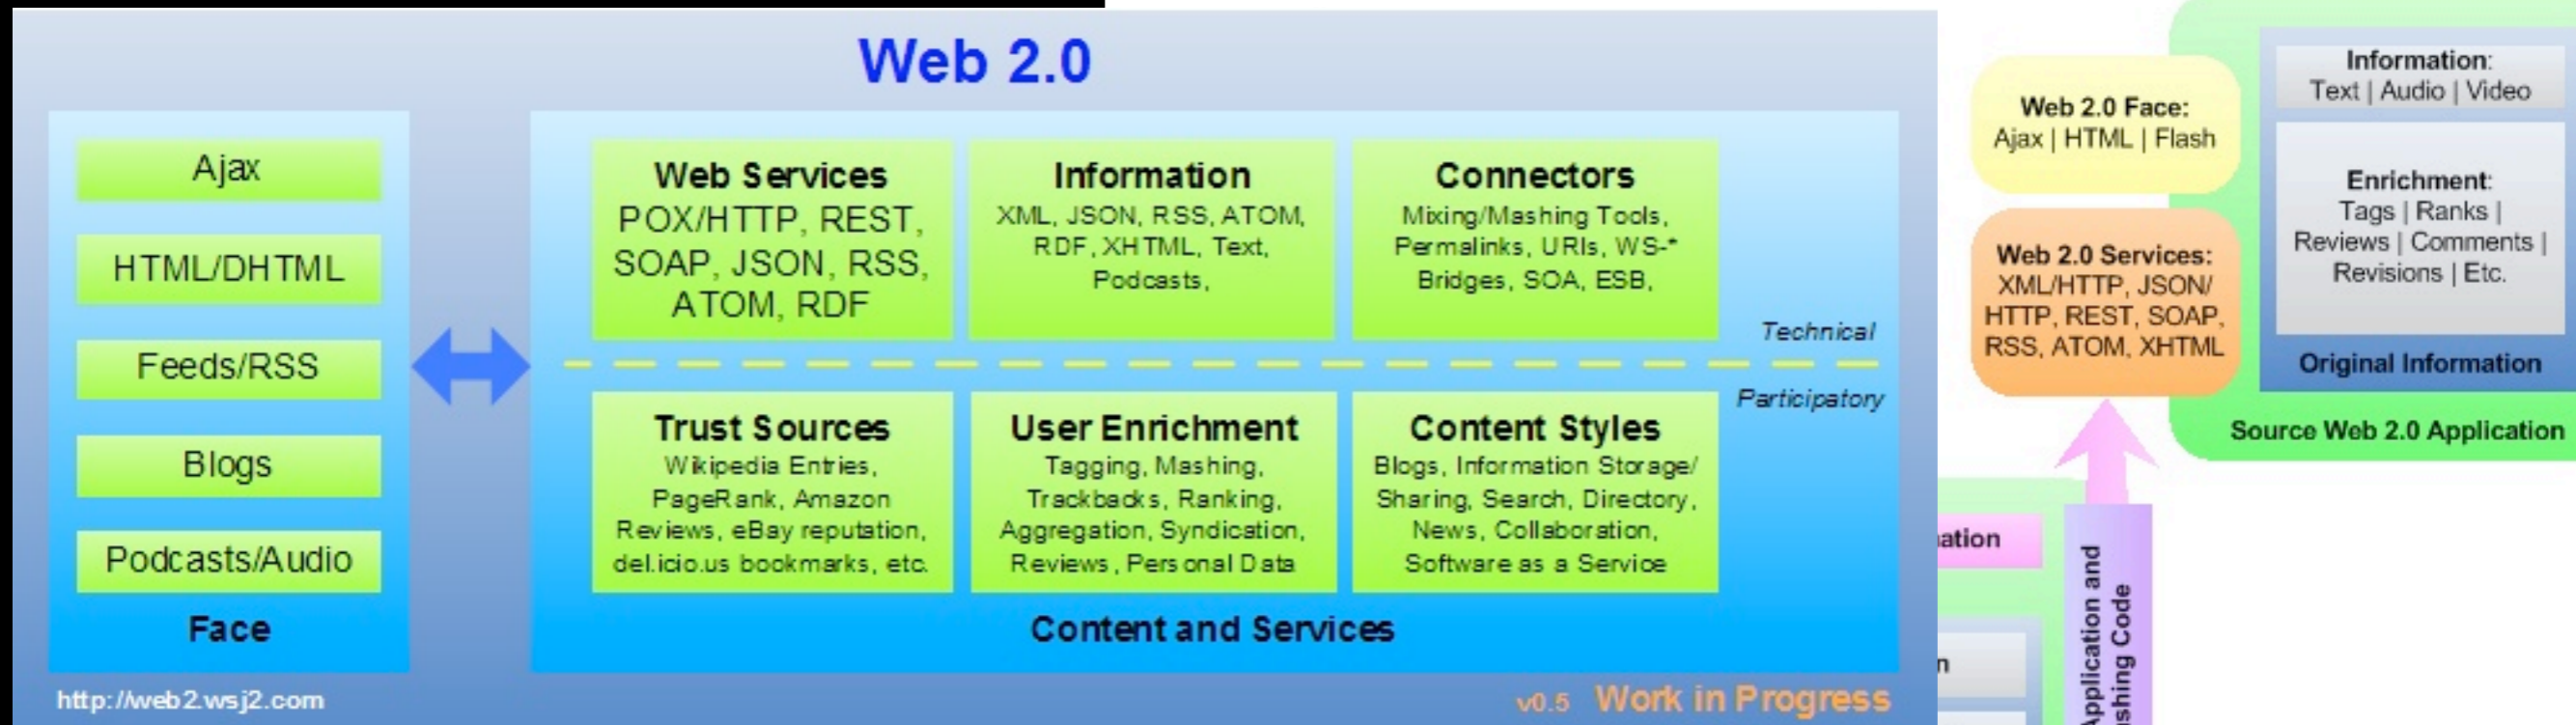 Web 2.0
Ajax
HTML/DHTML
Feeds/RSS
Blogs
Podcasts/Audio
Face
Web Services
POX/HTTP, REST,
SOAP, JSON, RSS,
ATOM, RDF
Information
XML, JSON, RSS, ATOM,
RDF, XHTML, Text,
Podcasts,
Connectors
Mixing/Mashing Tools,
Permalinks, URIs, WS-*
Bridges, SOA, ESB,
Technical
Participatory
Trust Sources
Wikipedia Entries,
PageRank, Amazon
Reviews, eBay reputation,
del.icio.us bookmarks, etc.
User Enrichment
Tagging, Mashing,
Trackbacks, Ranking,
Aggregation, Syndication,
Reviews, Personal Data
Content Styles
Blogs, Information Storage/
Sharing, Search, Directory,
News, Collaboration,
Software as a Service
Content and Services
http://web2.wsj2.com
v0.5 Work in Progress
Web 2.0 Face:
Ajax | HTML | Flash
Web 2.0 Services:
XML/HTTP, JSON/
HTTP, REST, SOAP,
RSS, ATOM, XHTML
Information:
Text | Audio | Video
Enrichment:
Tags | Ranks |
Reviews | Comments |
Revisions | Etc.
Original Information
Source Web 2.0 Application
Application and
Code